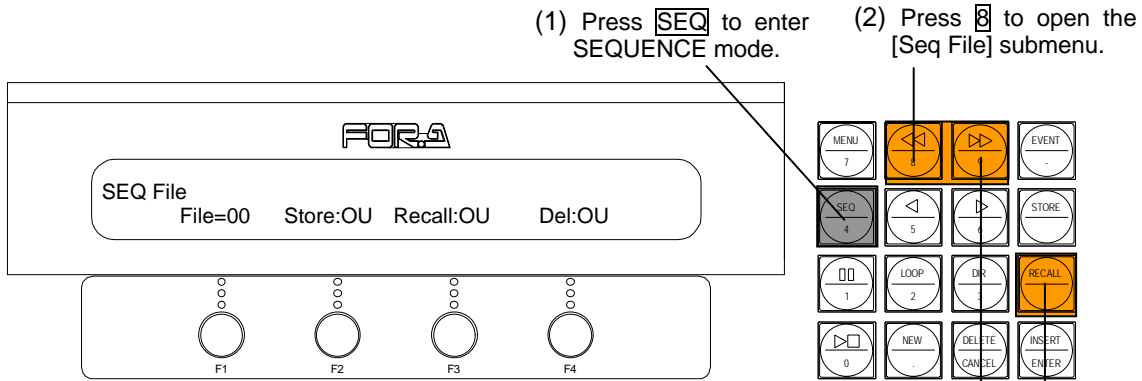 (1) Press SEQ to enter
SEQUENCE mode.
(2) Press 8 to open the
[Seq File] submenu.
FOR.A
SEQ File
File=00 Store:OU Recall:OU Del:OU
F1 F2 F3 F4
MENU
7
8
9
EVENT
-
SEQ
4
5
6
STORE
1
LOOP
2
DIR
3
RECALL
0
NEW
.
DELETE
CANCEL
INSERT
ENTER